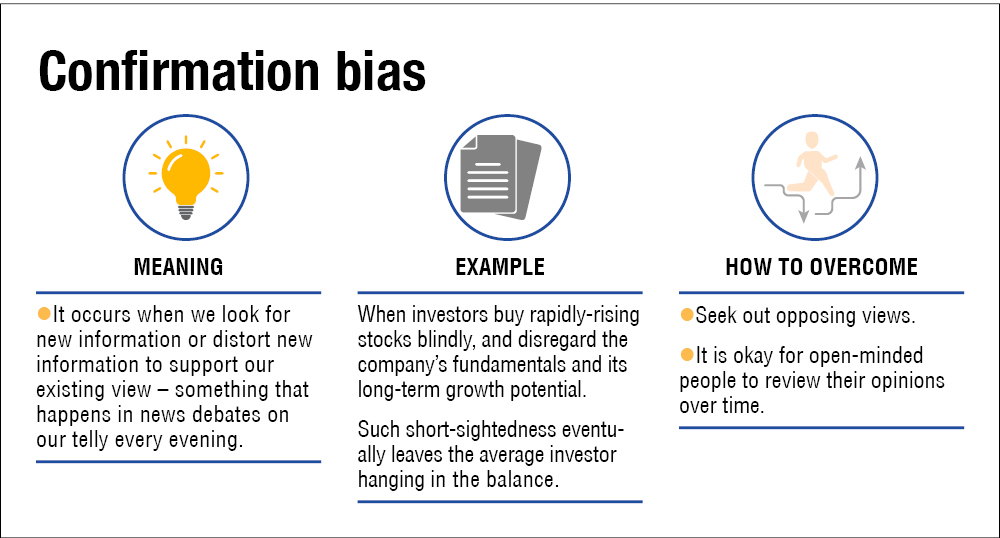 Confirmation bias
MEANING
It occurs when we look for
new information or distort new
information to support our
existing view – something that
happens in news debates on
our telly every evening.
EXAMPLE
When investors buy rapidly-rising
stocks blindly, and disregard the
company’s fundamentals and its
long-term growth potential.
Such short-sightedness eventu-
ally leaves the average investor
hanging in the balance.
HOW TO OVERCOME
Seek out opposing views.
It is okay for open-minded
people to review their opinions
over time.